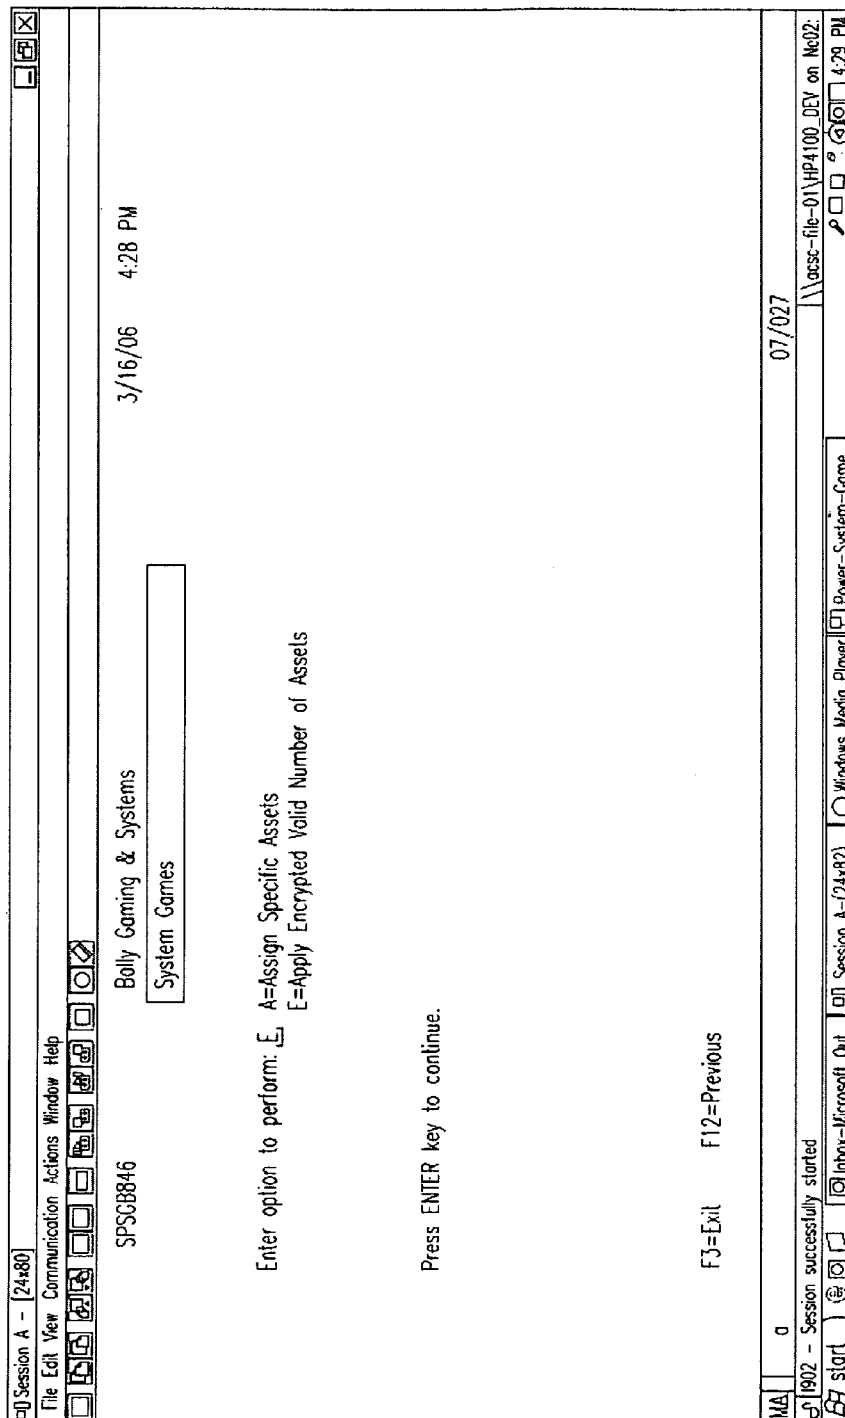 Session A - [24x80]
File Edit View Communication Actions Window Help
SPSCB846 Bally Gaming & Systems 3/16/06 4:28 PM
System Games
Enter option to perform: E A=Assign Specific Assets
E=Apply Encrypted Valid Number of Assets
Press ENTER key to continue.
F3=Exit F12=Previous
MA a 07/027
I902 - Session successfully started \\acsc-file-01\HP4100_DEV on Ne02:
start Inbox-Microsoft Out Session A-(24x82) Windows Media Player Power-System-Game 4:29 PM